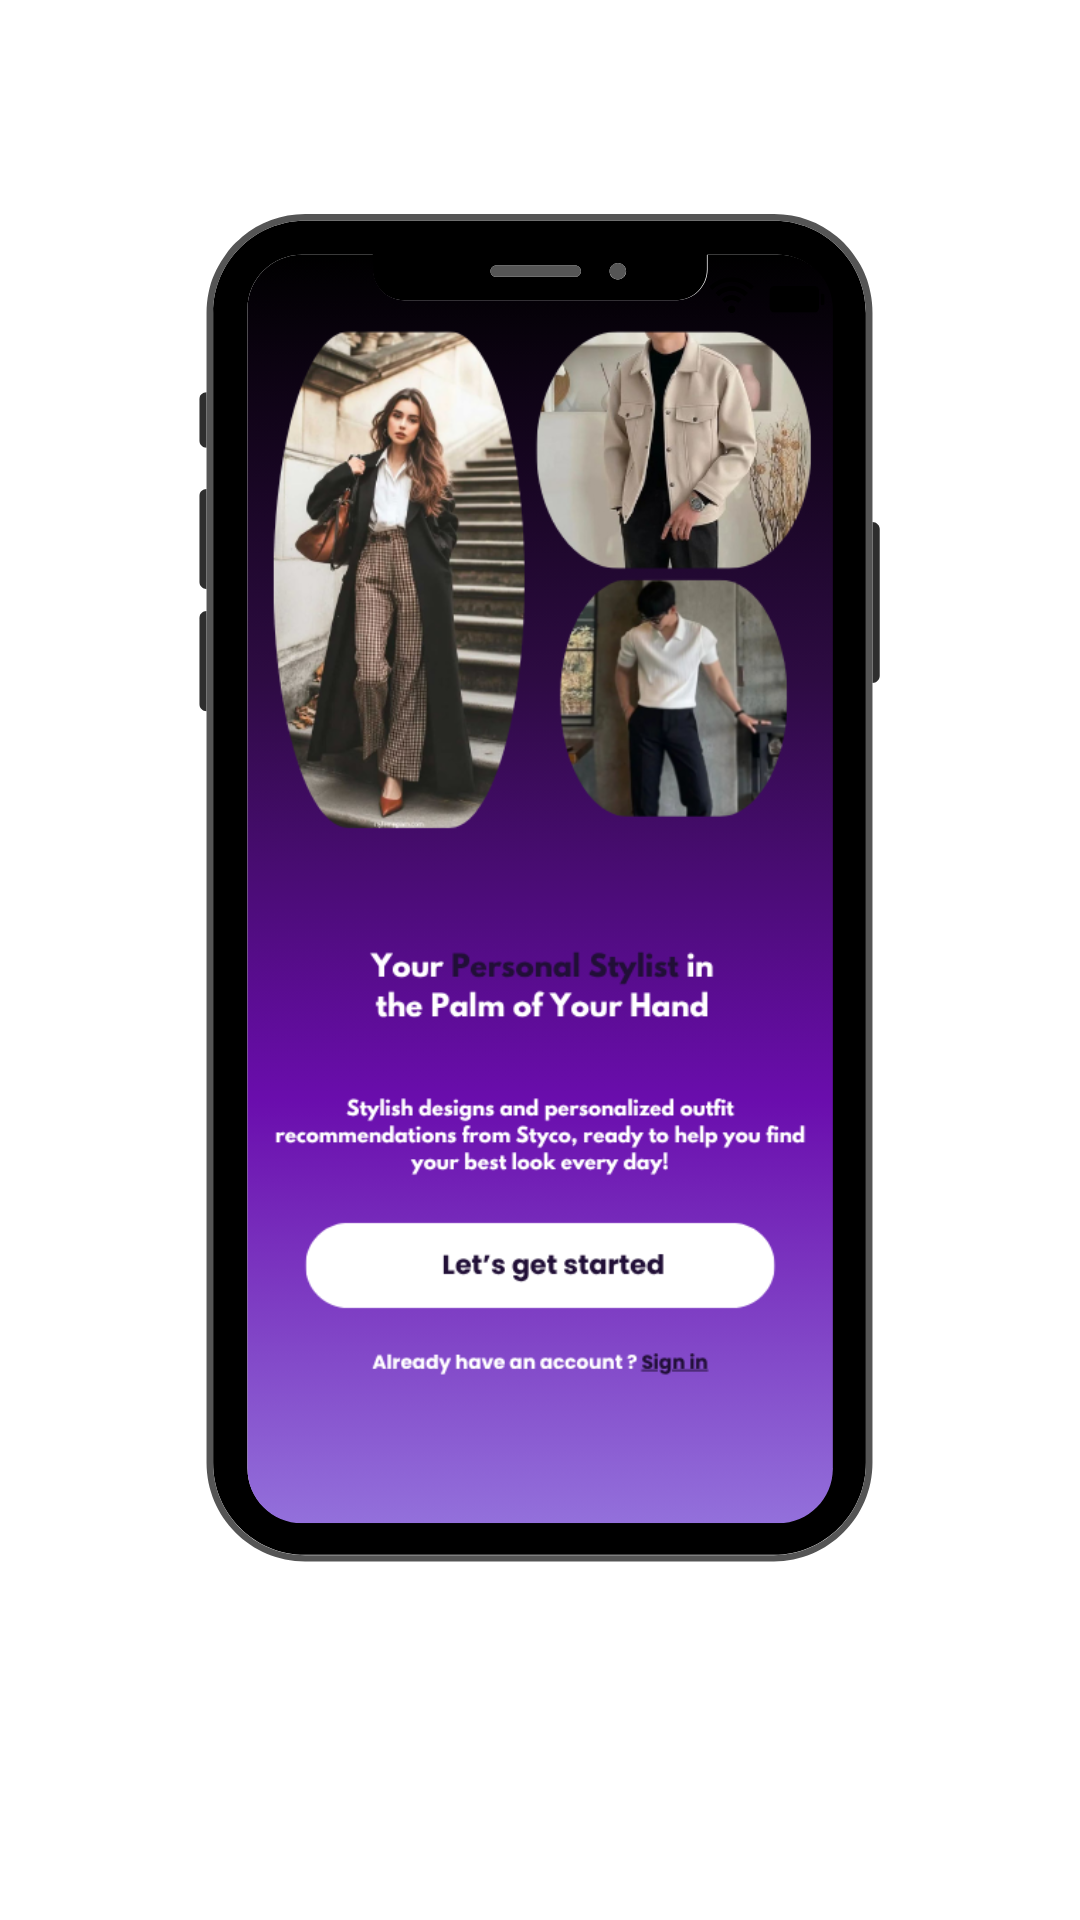 Your Personal Stylist in
the Palm of Your Hand
Stylish designs and personalized outfit
recommendations from Styco, ready to help you find
your best look every day!
Let’s get started
Already have an account ? Sign in